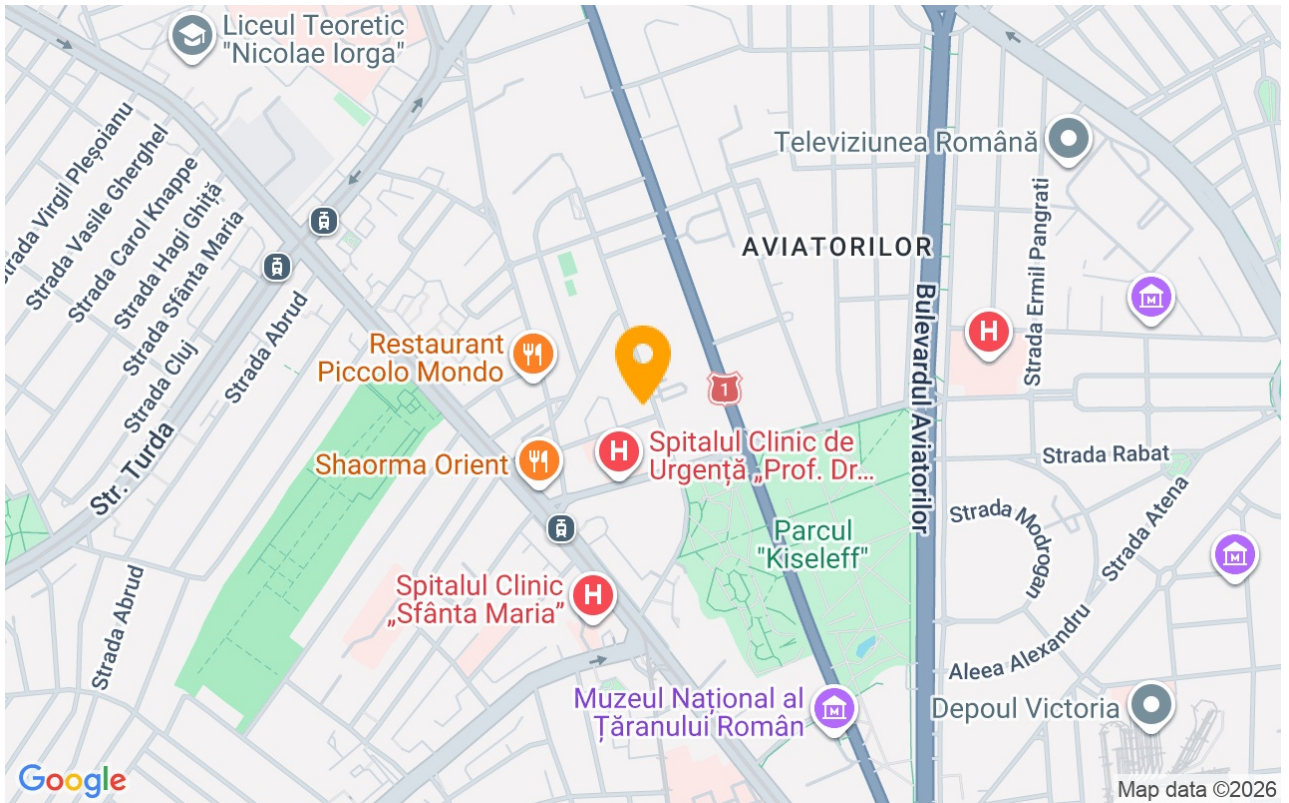 Liceul Teoretic
"Nicolae Iorga"
Televiziunea Română
Strada Virgil Pleșoianu
Strada Vasile Gherghel
Strada Carol Knappe
Strada Hagi Ghiță
Strada Sfânta Maria
Strada Cluj
Strada Abrud
Str. Turda
AVIATORILOR
Strada Ermil Pangrati
Bulevardul Aviatorilor
H
Restaurant
Piccolo Mondo
1
Shaorma Orient
H
Spitalul Clinic de
Urgență „Prof. Dr...
Strada Rabat
Strada Modrogan
Strada Atena
Parcul
"Kiseleff"
Strada Abrud
Spitalul Clinic
„Sfânta Maria”
H
Aleea Alexandru
Muzeul Național al
Țăranului Român
Depoul Victoria
Google
Map data ©2026